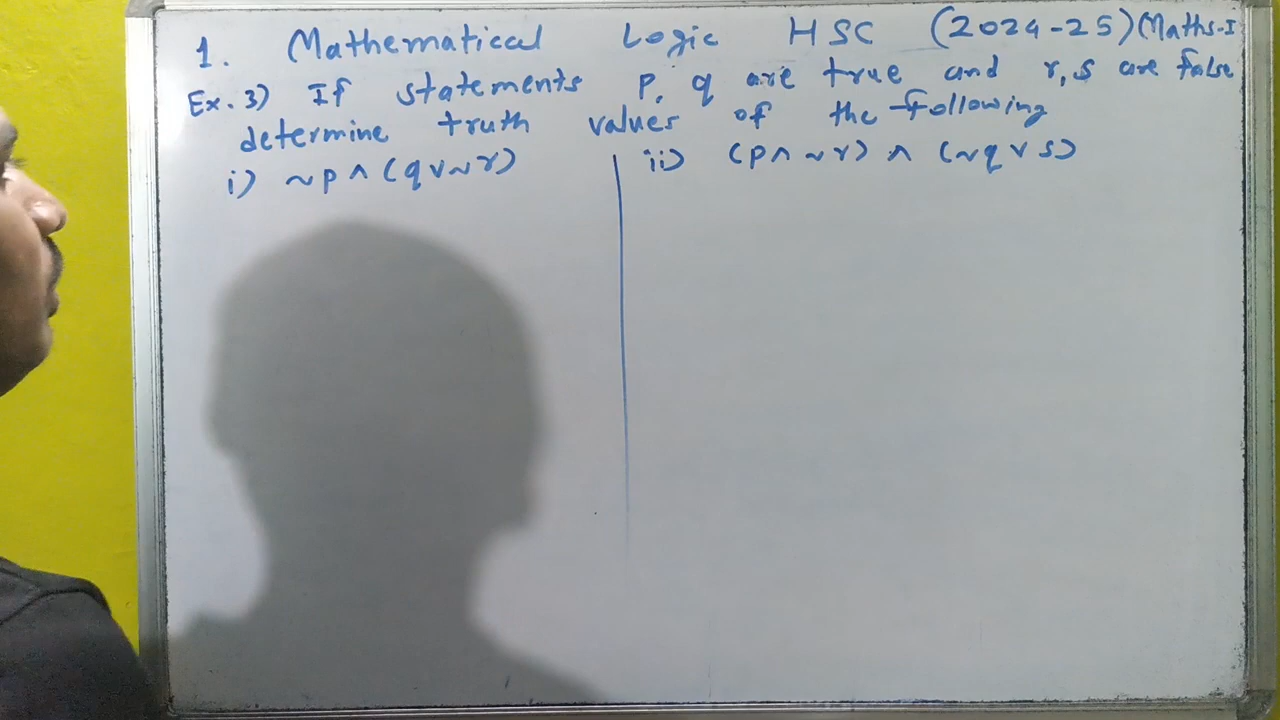 1. Mathematical Logic HSC (2024-25) (Maths-I
Ex. 3) If statements p, q are true and r, s are false
determine truth values of the following
i) ~p ∧ (q ∨ ~r)
ii) (p ∧ ~r) ∧ (~q ∨ s)